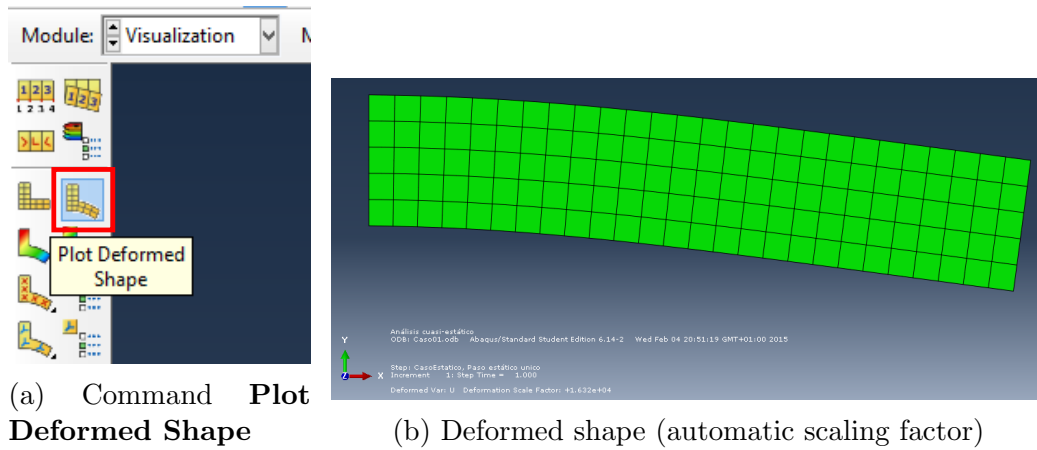 Module: Visualization M
1 2 3
1 2 3 4
1 2 3
Plot Deformed
Shape
(a) Command Plot
Deformed Shape
Análisis cuasi-estático
ODB: Caso01.odb Abaqus/Standard Student Edition 6.14-2 Wed Feb 04 20:51:19 GMT+01:00 2015
Y
Z X
Step: CasoEstatico, Paso estático unico
Increment 1: Step Time = 1.000
Deformed Var: U Deformation Scale Factor: +1.632e+04
(b) Deformed shape (automatic scaling factor)